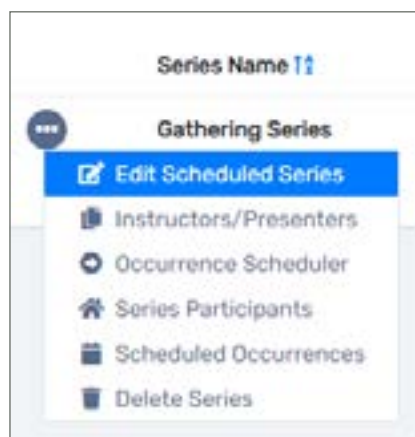 Series Name
Gathering Series
Edit Scheduled Series
Instructors/Presenters
Occurrence Scheduler
Series Participants
Scheduled Occurrences
Delete Series